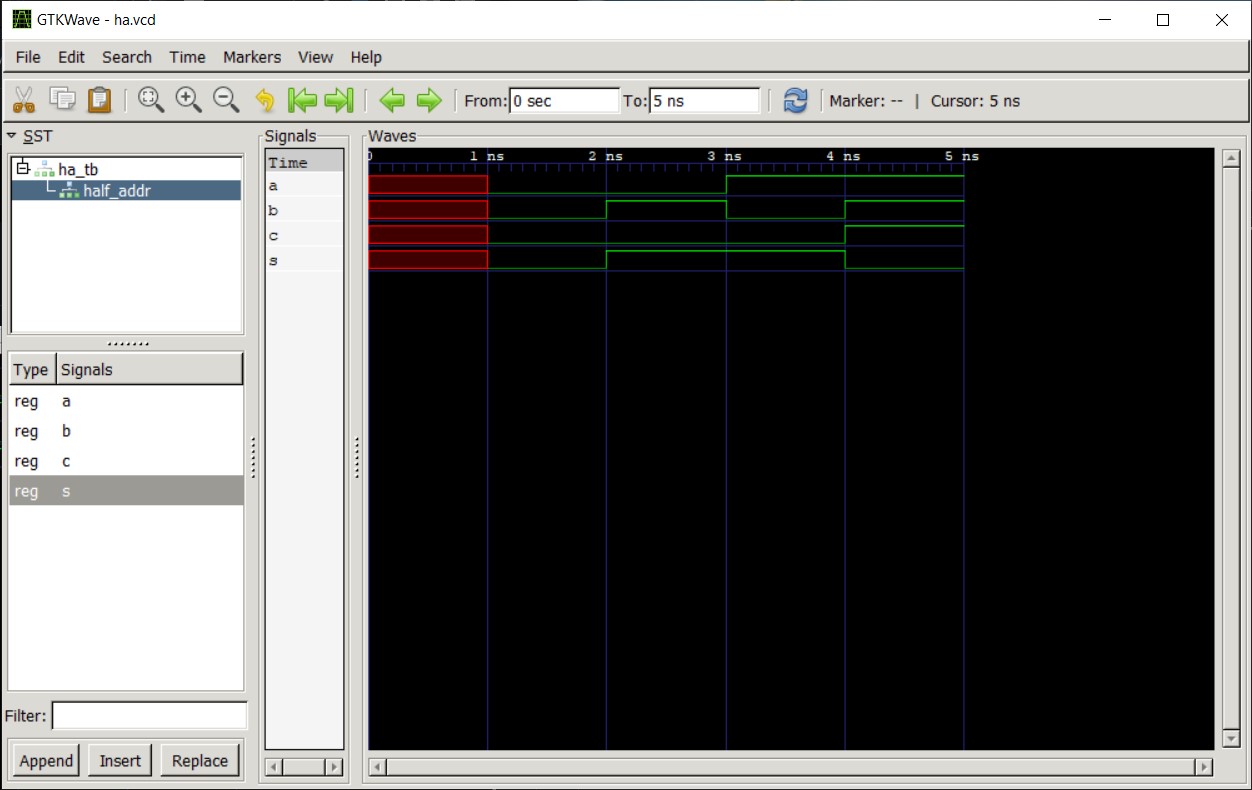 GTKWave - ha.vcd
File Edit Search Time Markers View Help
From: 0 sec To: 5 ns Marker: -- | Cursor: 5 ns
SST
ha_tb
half_addr
Type Signals
reg a
reg b
reg c
reg s
Filter:
Append Insert Replace
Signals
Time
a
b
c
s
Waves
0 1 ns 2 ns 3 ns 4 ns 5 ns